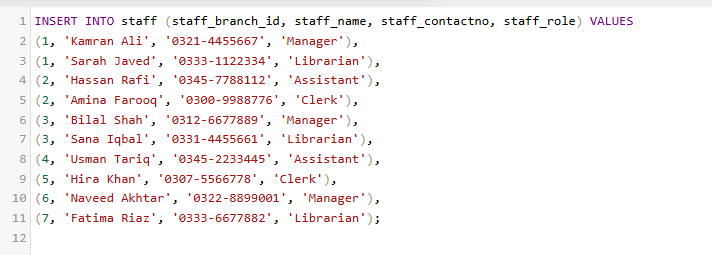 1 INSERT INTO staff (staff_branch_id, staff_name, staff_contactno, staff_role) VALUES
2 (1, 'Kamran Ali', '0321-4455667', 'Manager'),
3 (1, 'Sarah Javed', '0333-1122334', 'Librarian'),
4 (2, 'Hassan Rafi', '0345-7788112', 'Assistant'),
5 (2, 'Amina Farooq', '0300-9988776', 'Clerk'),
6 (3, 'Bilal Shah', '0312-6677889', 'Manager'),
7 (3, 'Sana Iqbal', '0331-4455661', 'Librarian'),
8 (4, 'Usman Tariq', '0345-2233445', 'Assistant'),
9 (5, 'Hira Khan', '0307-5566778', 'Clerk'),
10 (6, 'Naveed Akhtar', '0322-8899001', 'Manager'),
11 (7, 'Fatima Riaz', '0333-6677882', 'Librarian');
12